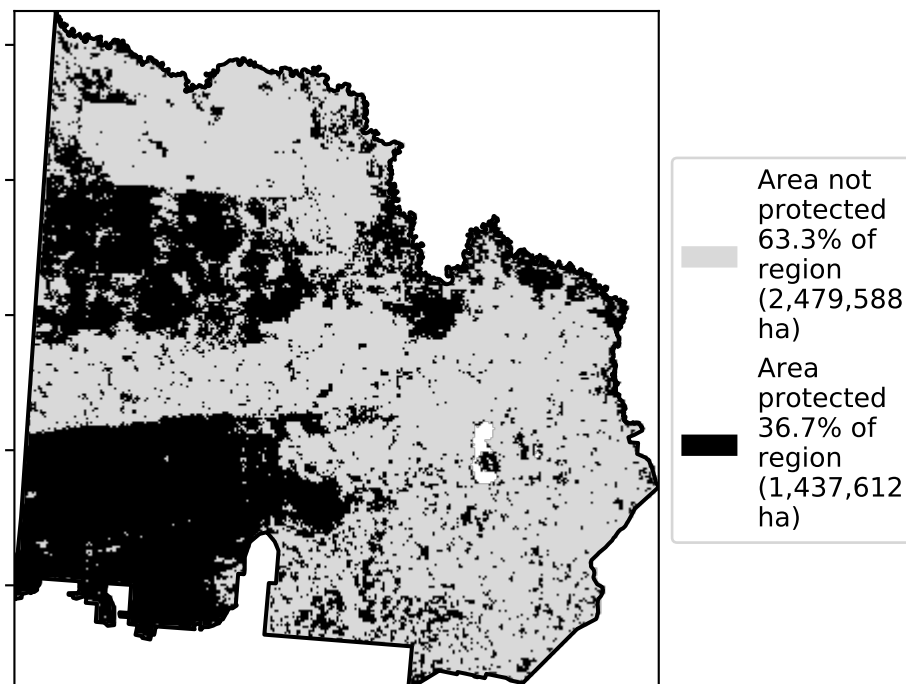 Area not
protected
63.3% of
region
(2,479,588
ha)
Area
protected
36.7% of
region
(1,437,612
ha)